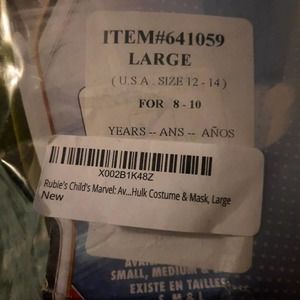 ITEM#641059
LARGE
( U.S.A. SIZE 12 - 14 )
FOR 8 - 10
YEARS -- ANS -- AÑOS
X002B1K48Z
Rubie's Child's Marvel: Av...Hulk Costume & Mask, Large
New
SMALL, MEDIUM &
EXISTE EN TAILLE: